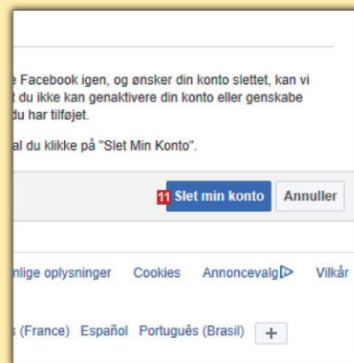 Facebook igen, og ønsker din konto slettet, kan vi
du ikke kan genaktivere din konto eller genskabe
du har tilføjet.
al du klikke på "Slet Min Konto".
11 Slet min konto Annuller
nlige oplysninger Cookies Annoncevalg Vilkår
(France) Español Português (Brasil) +